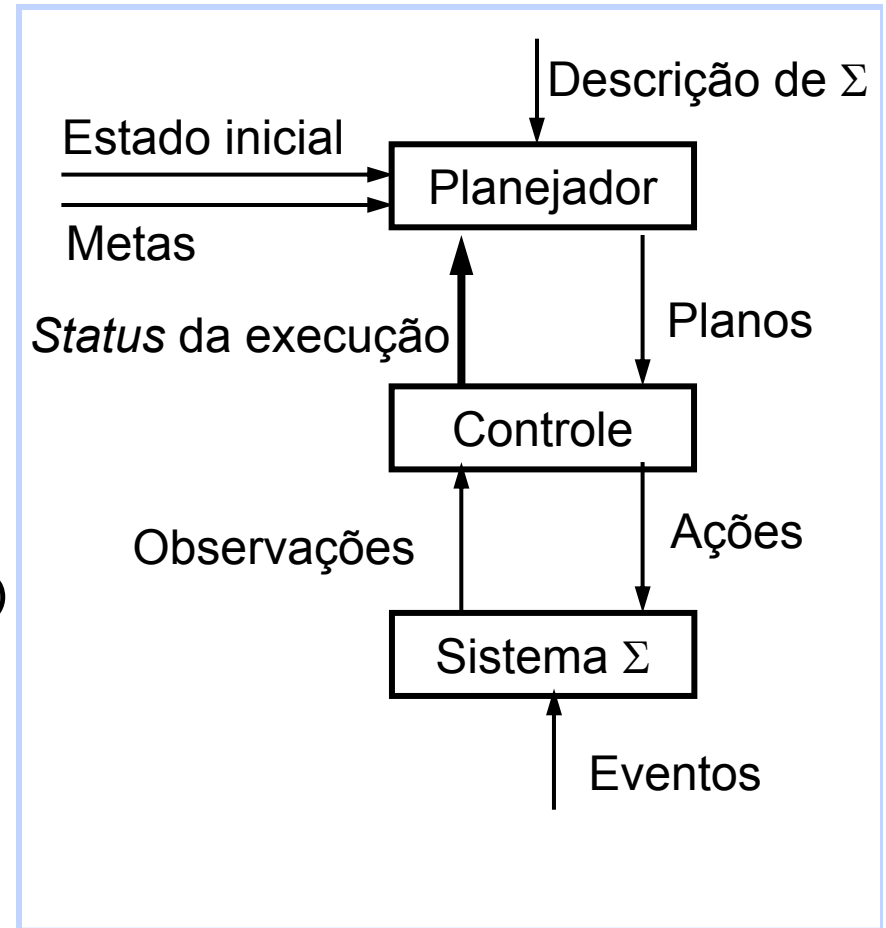 Descrição de Σ
Estado inicial
Planejador
Metas
Status da execução
Planos
Controle
Observações
Ações
)
Sistema Σ
Eventos